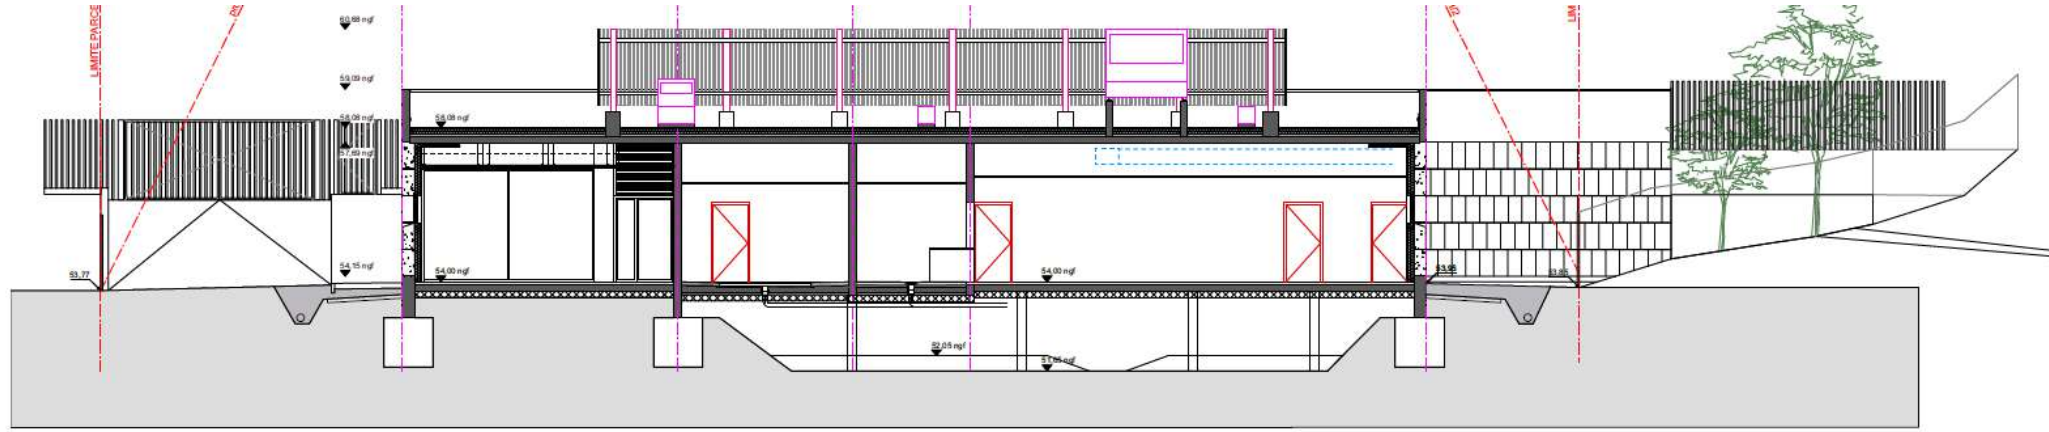 LIMITE PARCE
60,68 ngf
59,09 ngf
58,08 ngf
58,08 ngf
57,69 ngf
LIM
53,77
54,15 ngf
54,00 ngf
54,00 ngf
53,95
53,85
52,05 ngf
51,65 ngf